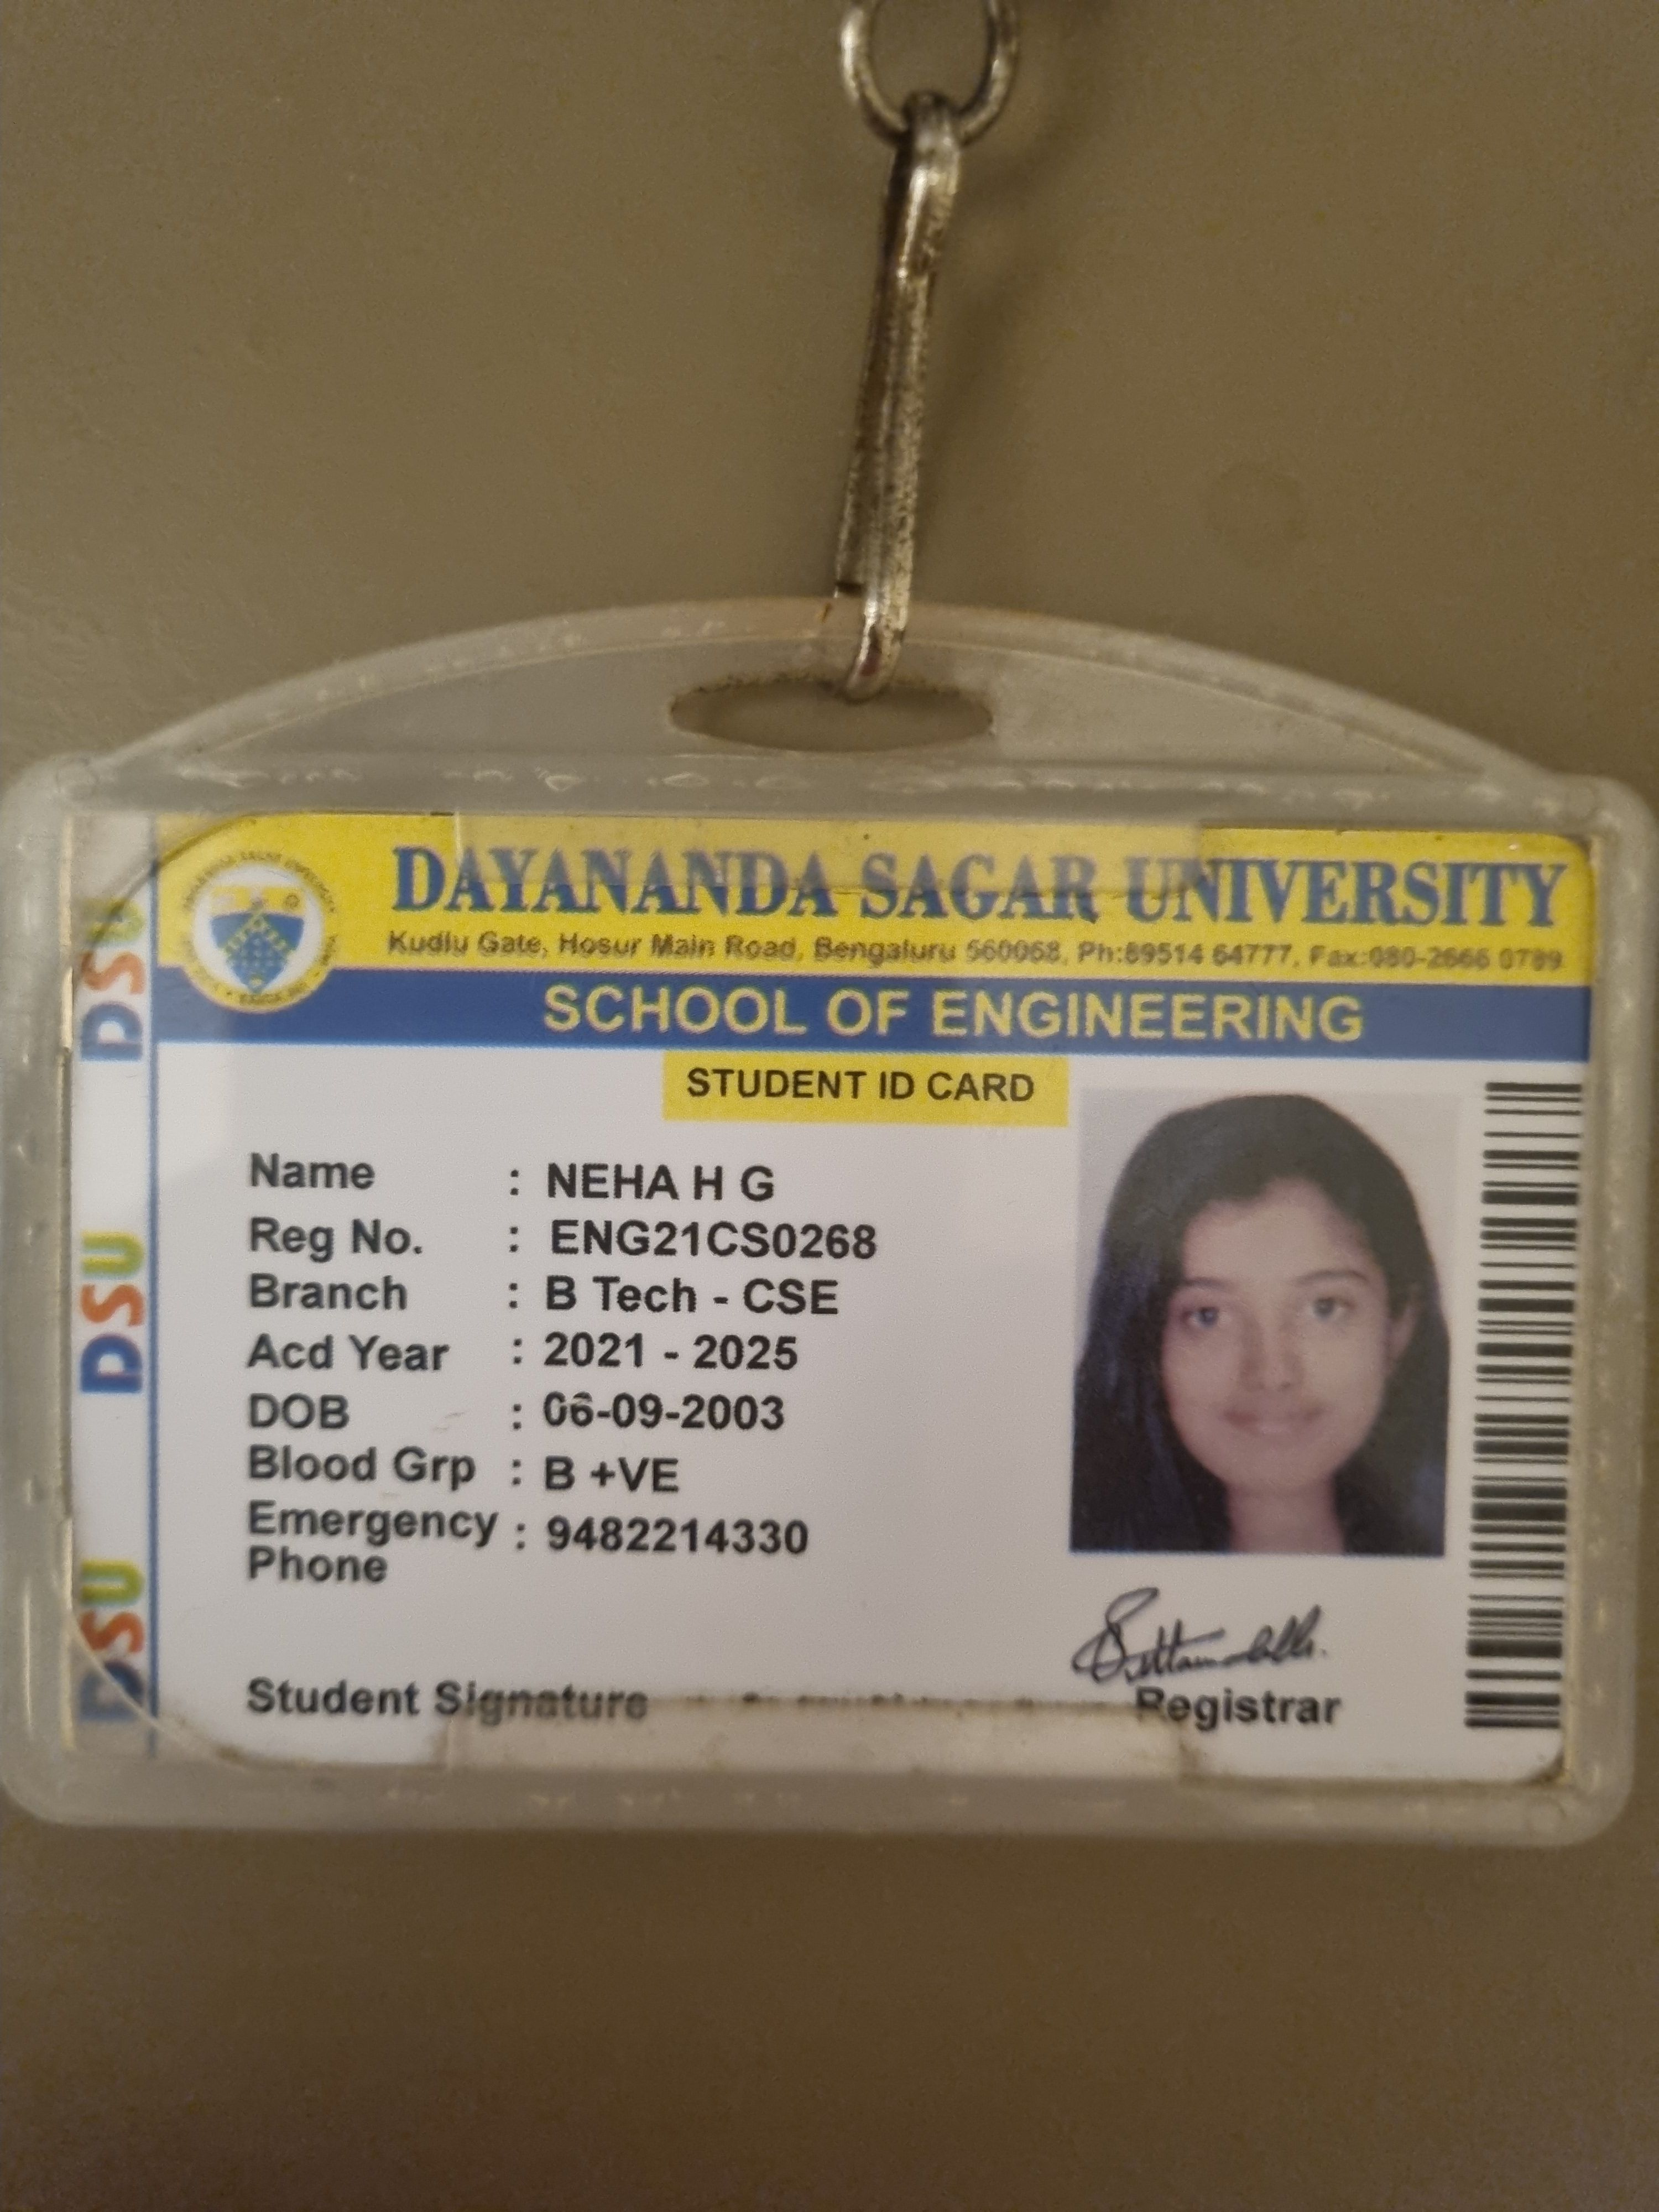 DAYANANDA SAGAR UNIVERSITY
Kudlu Gate, Hosur Main Road, Bengaluru 560068, Ph:89514 64777, Fax:080-2666 0789
SCHOOL OF ENGINEERING
STUDENT ID CARD
Name : NEHA H G
Reg No. : ENG21CS0268
Branch : B Tech - CSE
Acd Year : 2021 - 2025
DOB : 06-09-2003
Blood Grp : B +VE
Emergency Phone : 9482214330
Student Signature
Registrar
DSU
DSU
DSU